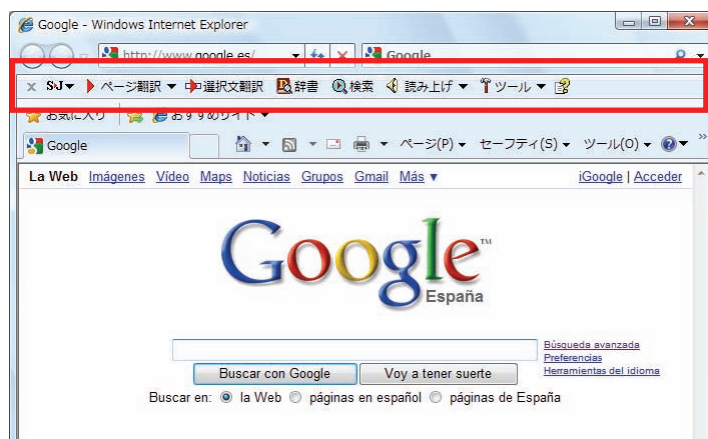 Google - Windows Internet Explorer
http://www.google.es/ Google
x S›J ページ翻訳 選択文翻訳 辞書 検索 読み上げ ツール
お気に入り おすすめサイト
Google ページ(P) セーフティ(S) ツール(O) »
La Web Imágenes Vídeo Maps Noticias Grupos Gmail Más ▼ iGoogle | Acceder
Google™
España
Búsqueda avanzada
Preferencias
Herramientas del idioma
Buscar con Google Voy a tener suerte
Buscar en: la Web páginas en español páginas de España